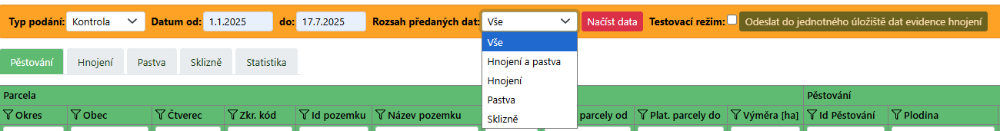 Typ podání: Kontrola Datum od: 1.1.2025 do: 17.7.2025 Rozsah předaných dat: Vše Načíst data Testovací režim: Odeslat do jednotného úložiště dat evidence hnojení
Vše
Hnojení a pastva
Hnojení
Pastva
Sklizně
Pěstování Hnojení Pastva Sklizně Statistika
Parcela Pěstování
Okres Obec Čtverec Zkr. kód Id pozemku Název pozemku parcely od Plat. parcely do Výměra [ha] Id Pěstování Plodina